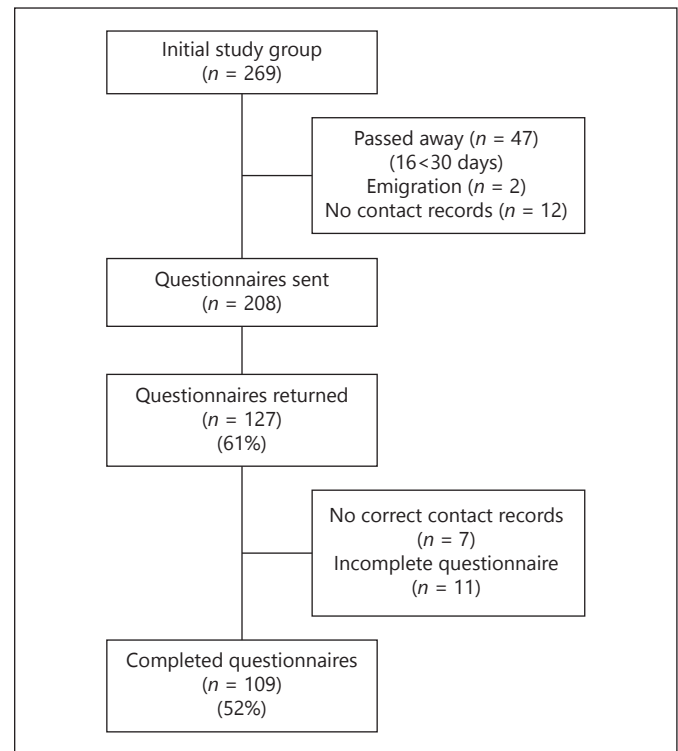 Initial study group
(n = 269)
Passed away (n = 47)
(16<30 days)
Emigration (n = 2)
No contact records (n = 12)
Questionnaires sent
(n = 208)
Questionnaires returned
(n = 127)
(61%)
No correct contact records
(n = 7)
Incomplete questionnaire
(n = 11)
Completed questionnaires
(n = 109)
(52%)